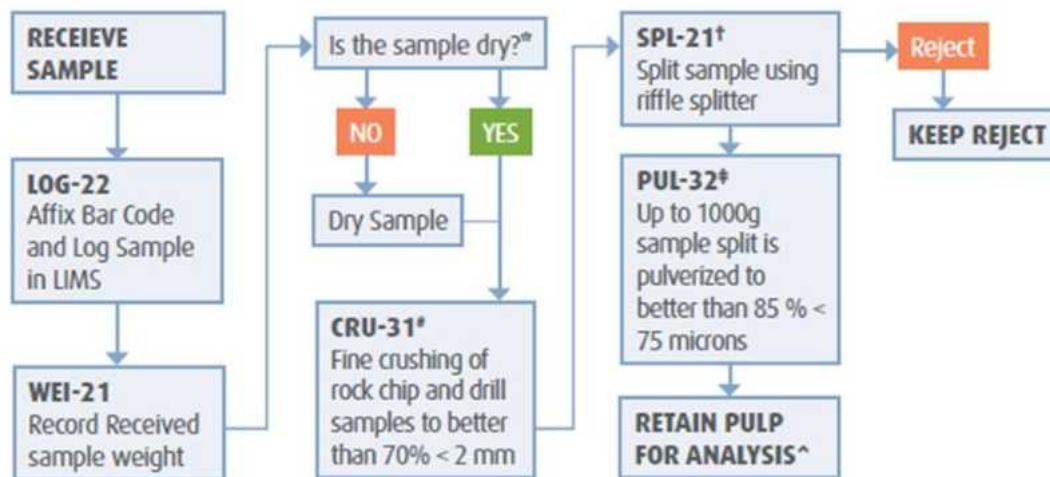 RECEIEVE
SAMPLE
LOG-22
Affix Bar Code
and Log Sample
in LIMS
WEI-21
Record Received
sample weight
Is the sample dry?*
NO
YES
Dry Sample
CRU-31#
Fine crushing of
rock chip and drill
samples to better
than 70% < 2 mm
SPL-21†
Split sample using
riffle splitter
Reject
KEEP REJECT
PUL-32‡
Up to 1000g
sample split is
pulverized to
better than 85 % <
75 microns
RETAIN PULP
FOR ANALYSIS^